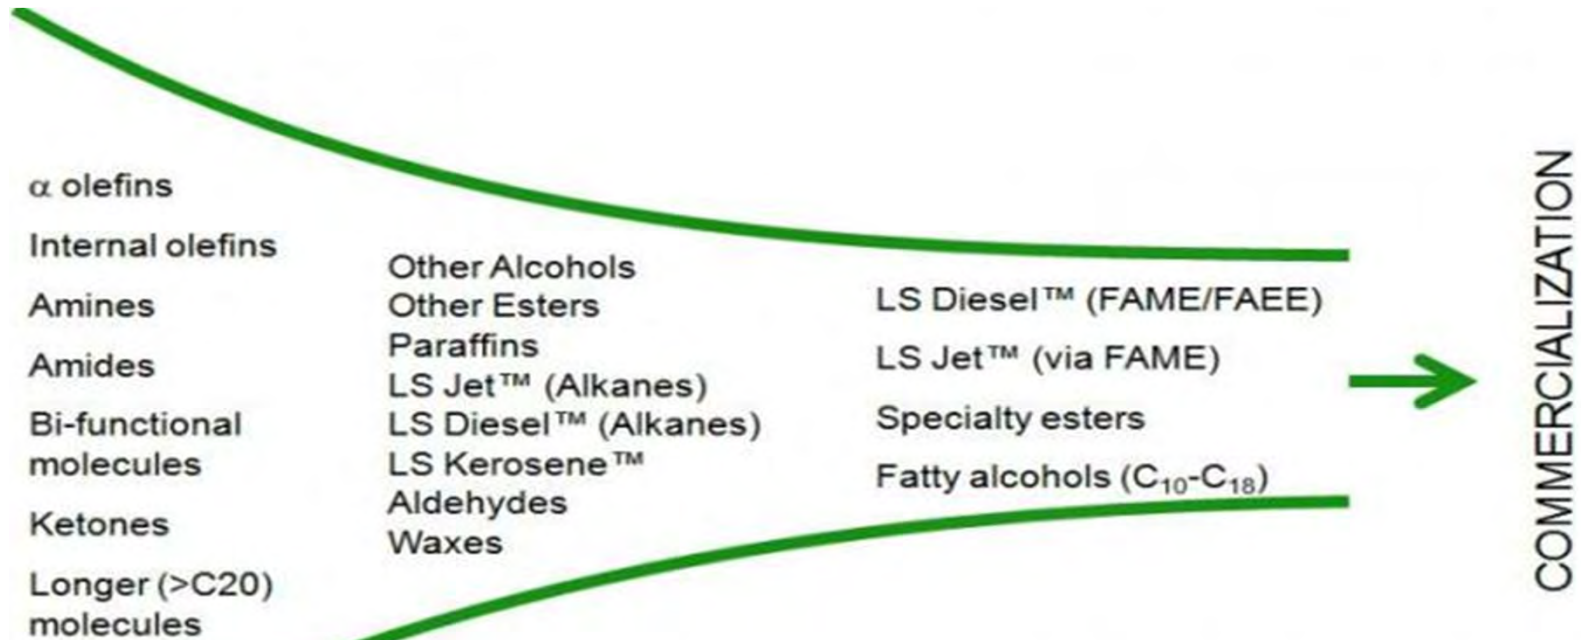 α olefins
Internal olefins
Amines
Amides
Bi-functional
molecules
Ketones
Longer (>C20)
molecules
Other Alcohols
Other Esters
Paraffins
LS Jet™ (Alkanes)
LS Diesel™ (Alkanes)
LS Kerosene™
Aldehydes
Waxes
LS Diesel™ (FAME/FAEE)
LS Jet™ (via FAME)
Specialty esters
Fatty alcohols (C₁₀-C₁₈)
COMMERCIALIZATION